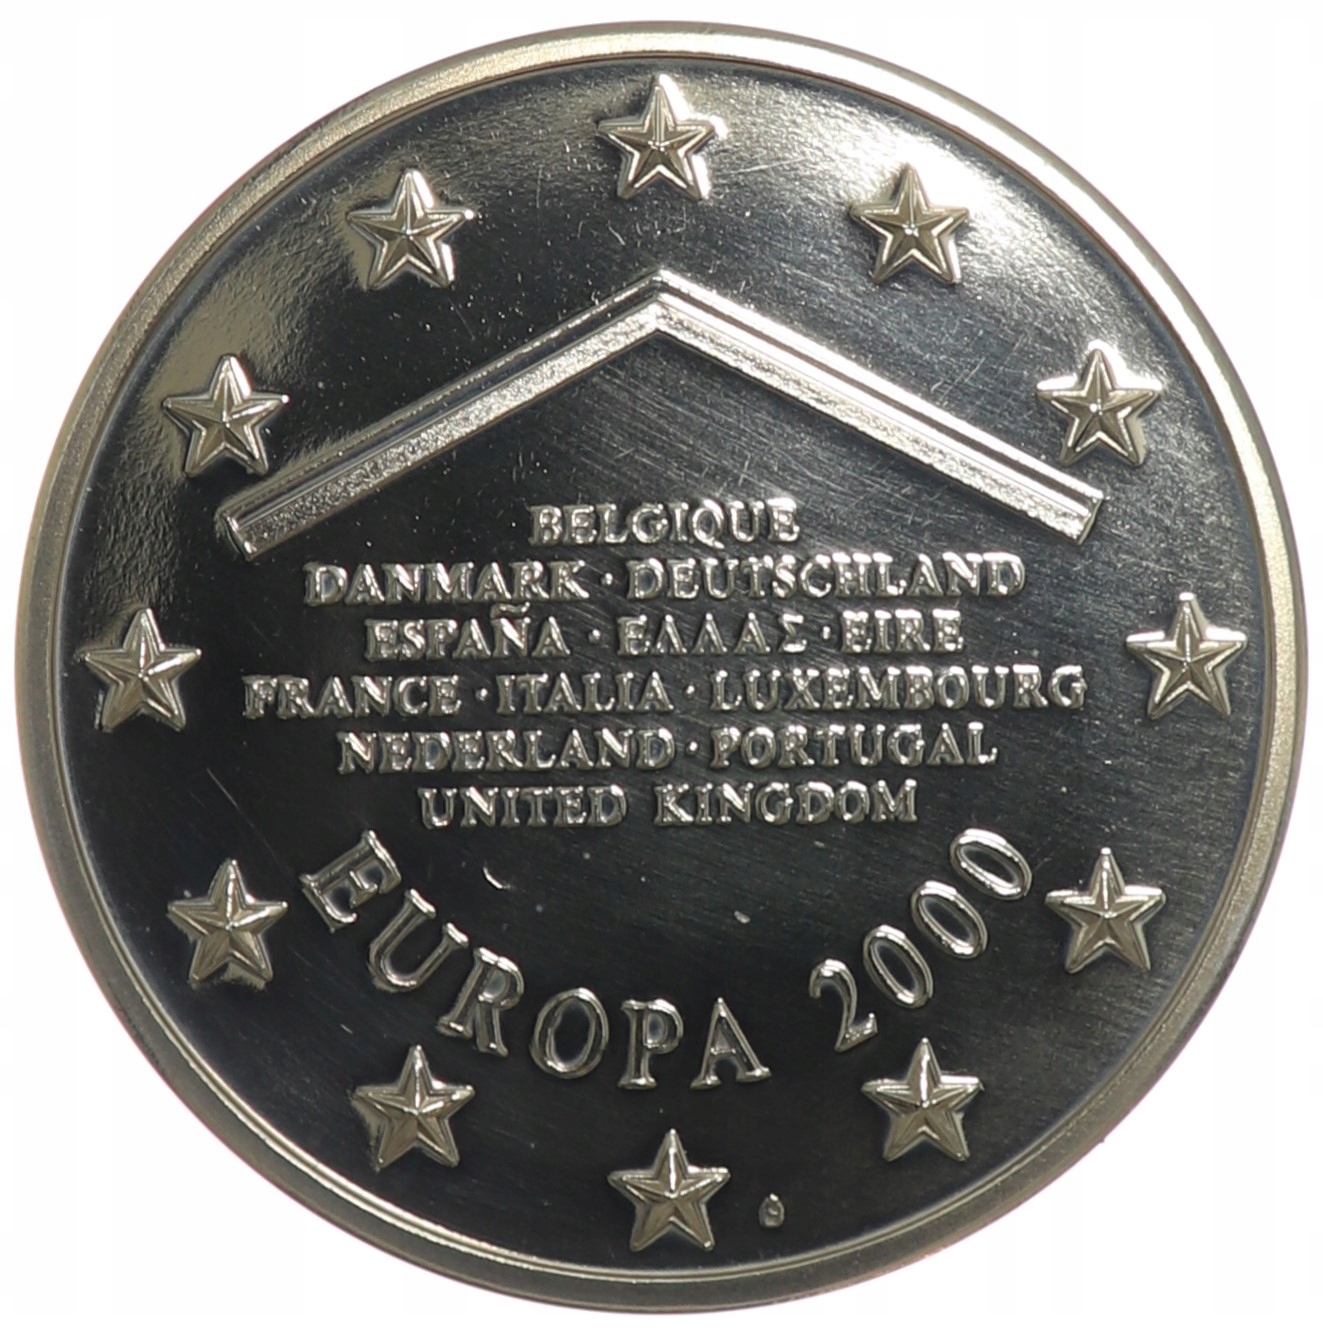 BELGIQUE
DANMARK · DEUTSCHLAND
ESPAÑA · ΕΛΛΑΣ · EIRE
FRANCE · ITALIA · LUXEMBOURG
NEDERLAND · PORTUGAL
UNITED KINGDOM
EUROPA 2000